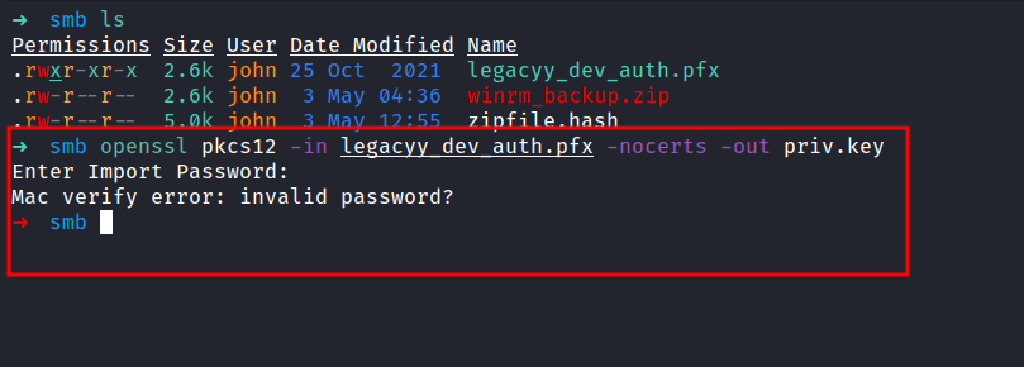 → smb ls
Permissions Size User Date Modified Name
.rwxr-xr-x 2.6k john 25 Oct 2021 legacyy_dev_auth.pfx
.rw-r--r-- 2.6k john 3 May 04:36 winrm_backup.zip
.rw-r--r-- 5.0k john 3 May 12:55 zipfile.hash
→ smb openssl pkcs12 -in legacyy_dev_auth.pfx -nocerts -out priv.key
Enter Import Password:
Mac verify error: invalid password?
→ smb